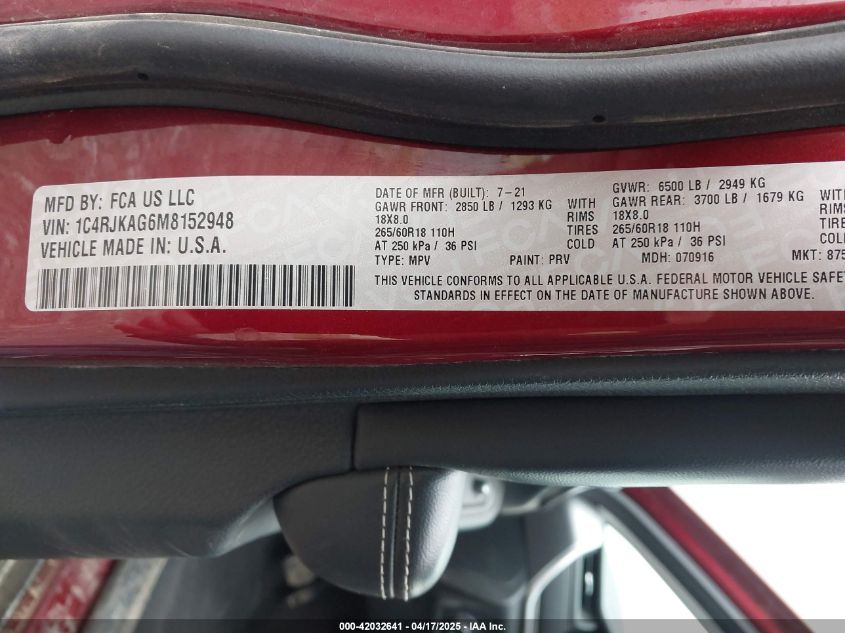 MFD BY: FCA US LLC
VIN: 1C4RJKAG6M8152948
VEHICLE MADE IN: U.S.A.
DATE OF MFR (BUILT): 7-21
GAWR FRONT: 2850 LB / 1293 KG WITH
18X8.0 RIMS
265/60R18 110H TIRES
AT 250 kPa / 36 PSI COLD
GVWR: 6500 LB / 2949 KG
GAWR REAR: 3700 LB / 1679 KG WITH
18X8.0 RIMS
265/60R18 110H TIRES
AT 250 kPa / 36 PSI COLD
TYPE: MPV PAINT: PRV MDH: 070916 MKT:
THIS VEHICLE CONFORMS TO ALL APPLICABLE U.S.A. FEDERAL MOTOR VEHICLE
STANDARDS IN EFFECT ON THE DATE OF MANUFACTURE SHOWN ABOVE.
000-42032641 - 04/17/2025 - IAA Inc.